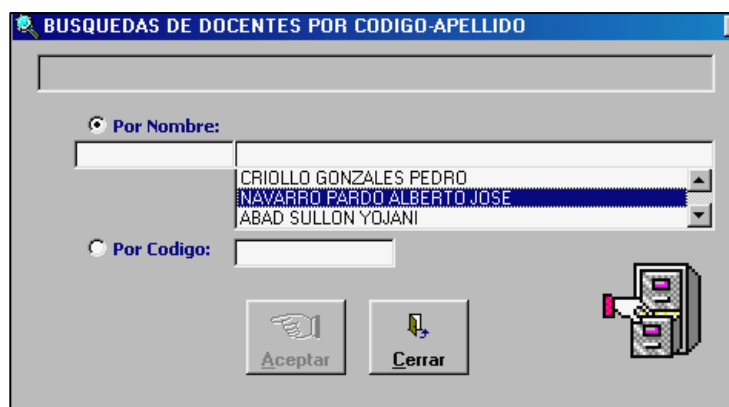 BUSQUEDAS DE DOCENTES POR CODIGO-APELLIDO
Por Nombre:
CRIOLLO GONZALES PEDRO
NAVARRO PARDO ALBERTO JOSE
ABAD SULLON YOJANI
Por Codigo:
Aceptar
Cerrar